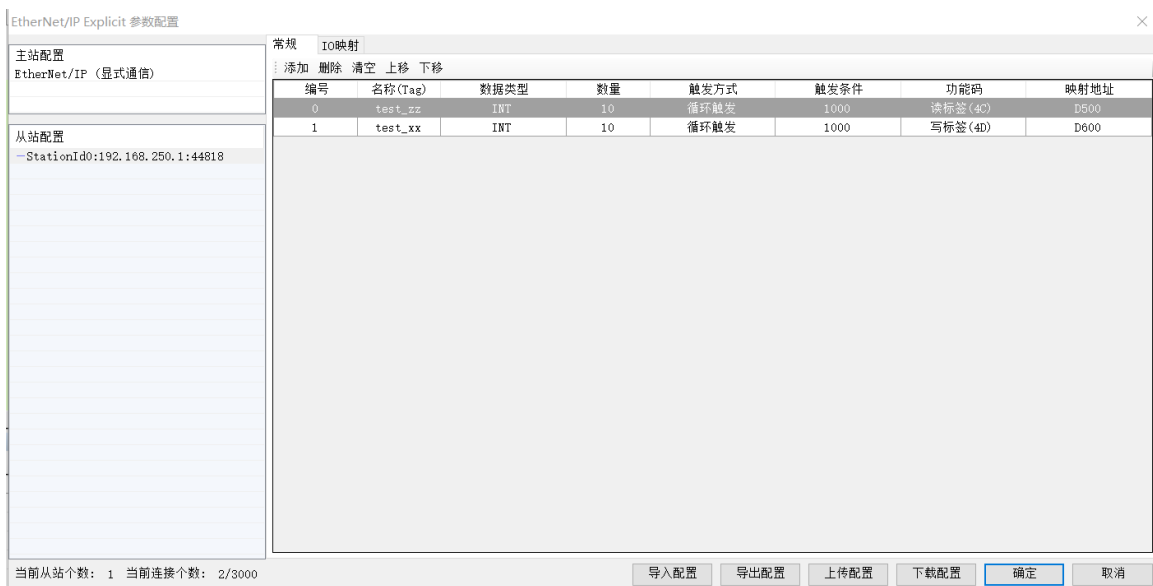 EtherNet/IP Explicit 参数配置
主站配置
EtherNet/IP (显式通信)
从站配置
StationId0:192.168.250.1:44818
常规 IO映射
添加 删除 清空 上移 下移
编号 名称(Tag) 数据类型 数量 触发方式 触发条件 功能码 映射地址
0 test_zz INT 10 循环触发 1000 读标签(4C) D500
1 test_xx INT 10 循环触发 1000 写标签(4D) D600
当前从站个数: 1 当前连接个数: 2/3000
导入配置 导出配置 上传配置 下载配置 确定 取消